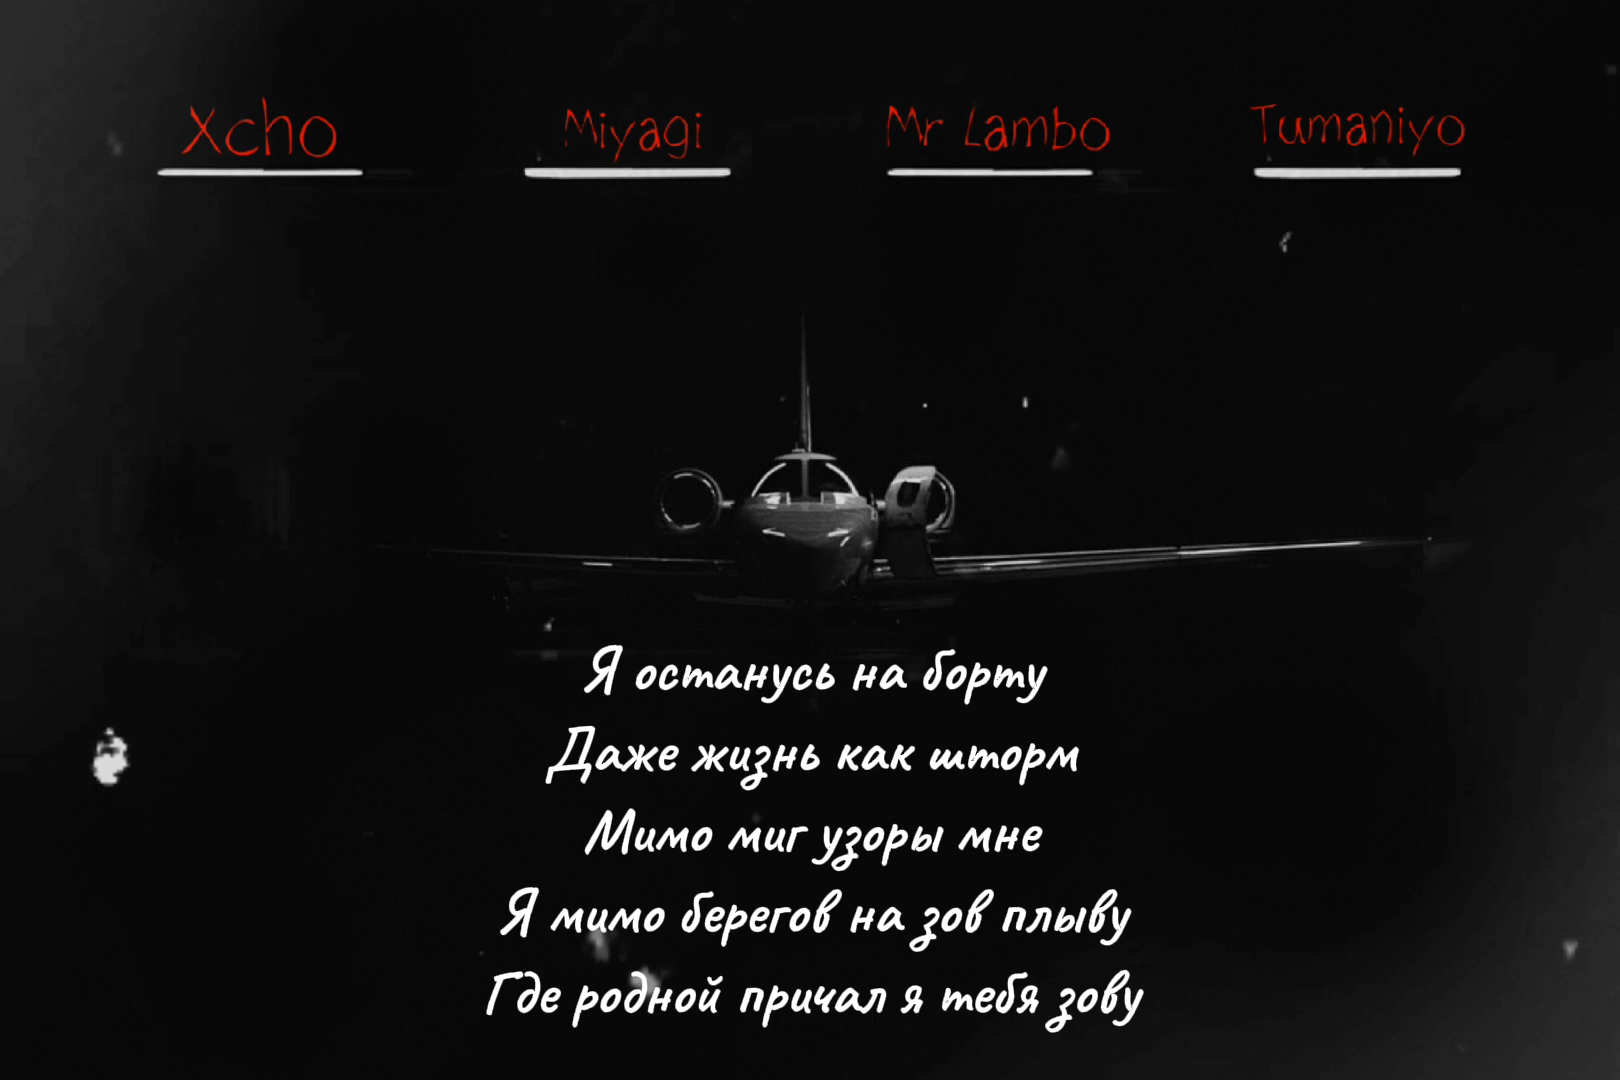 Xcho Miyagi Mr Lambo Tumaniyo
Я останусь на борту
Даже жизнь как шторм
Мимо миг узоры мне
Я мимо берегов на зов плыву
Где родной причал я тебя зову